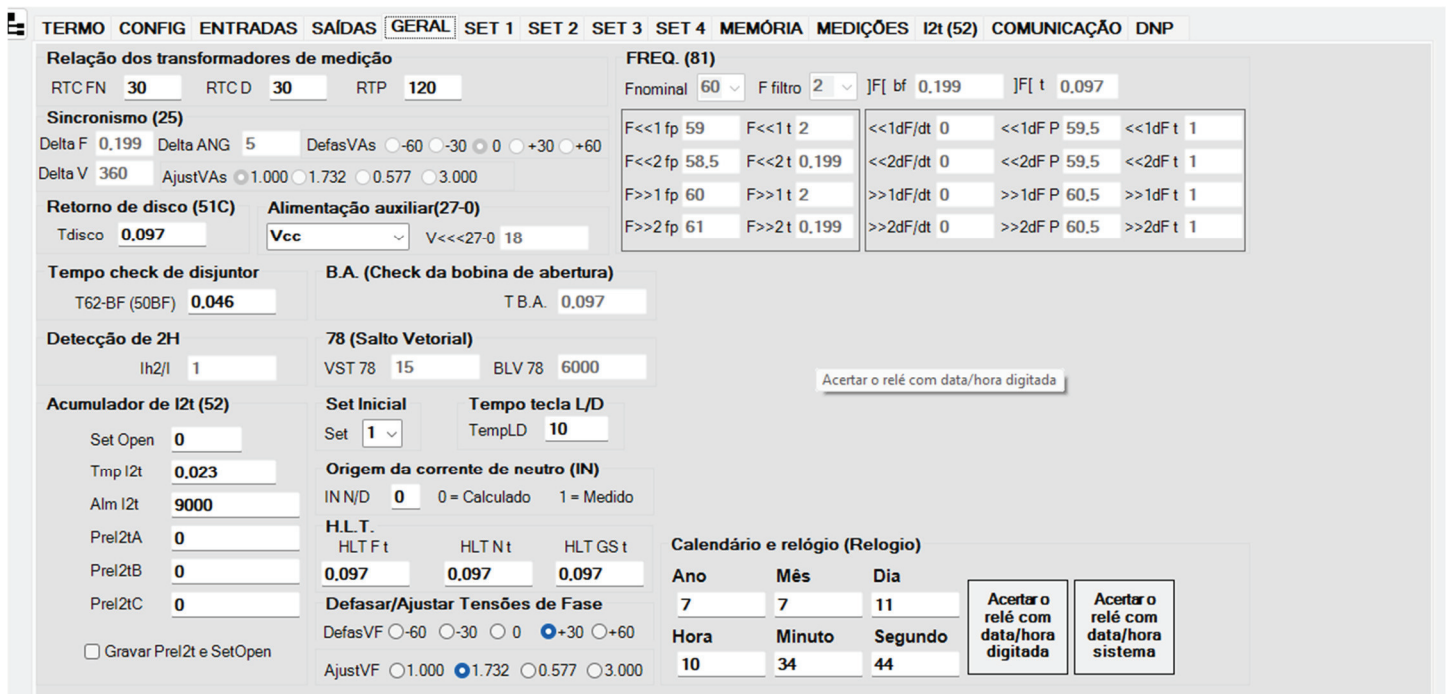 TERMO CONFIG ENTRADAS SAÍDAS GERAL SET 1 SET 2 SET 3 SET 4 MEMÓRIA MEDIÇÕES I2t (52) COMUNICAÇÃO DNP
Relação dos transformadores de medição
RTC FN 30 RTC D 30 RTP 120
Sincronismo (25)
Delta F 0,199 Delta ANG 5 DefasVAs -60 -30 0 +30 +60
Delta V 360 AjustVAs 1.000 1.732 0.577 3.000
Retorno de disco (51C)
Tdisco 0,097
Alimentação auxiliar(27-0)
Vcc V<<<27-0 18
Tempo check de disjuntor
T62-BF (50BF) 0,046
B.A. (Check da bobina de abertura)
T B.A. 0,097
Detecção de 2H
Ih2/I 1
78 (Salto Vetorial)
VST 78 15 BLV 78 6000
Acumulador de I2t (52)
Set Open 0
Tmp I2t 0,023
Alm I2t 9000
PreI2tA 0
PreI2tB 0
PreI2tC 0
Gravar PreI2t e SetOpen
Set Inicial
Set 1
Tempo tecla L/D
TempLD 10
Origem da corrente de neutro (IN)
IN N/D 0 0 = Calculado 1 = Medido
H.L.T.
HLT F t HLT N t HLT GS t
0,097 0,097 0,097
Defasar/Ajustar Tensões de Fase
DefasVF -60 -30 0 +30 +60
AjustVF 1.000 1.732 0.577 3.000
FREQ. (81)
Fnominal 60 F filtro 2 ]F[ bf 0,199 ]F[ t 0,097
F<<1 fp 59 F<<1 t 2 <<1dF/dt 0 <<1dF P 59,5 <<1dF t 1
F<<2 fp 58,5 F<<2 t 0,199 <<2dF/dt 0 <<2dF P 59,5 <<2dF t 1
F>>1 fp 60 F>>1 t 2 >>1dF/dt 0 >>1dF P 60,5 >>1dF t 1
F>>2 fp 61 F>>2 t 0,199 >>2dF/dt 0 >>2dF P 60,5 >>2dF t 1
Acertar o relé com data/hora digitada
Calendário e relógio (Relogio)
Ano Mês Dia
7 7 11
Hora Minuto Segundo
10 34 44
Acertar o
relé com
data/hora
digitada
Acertar o
relé com
data/hora
sistema